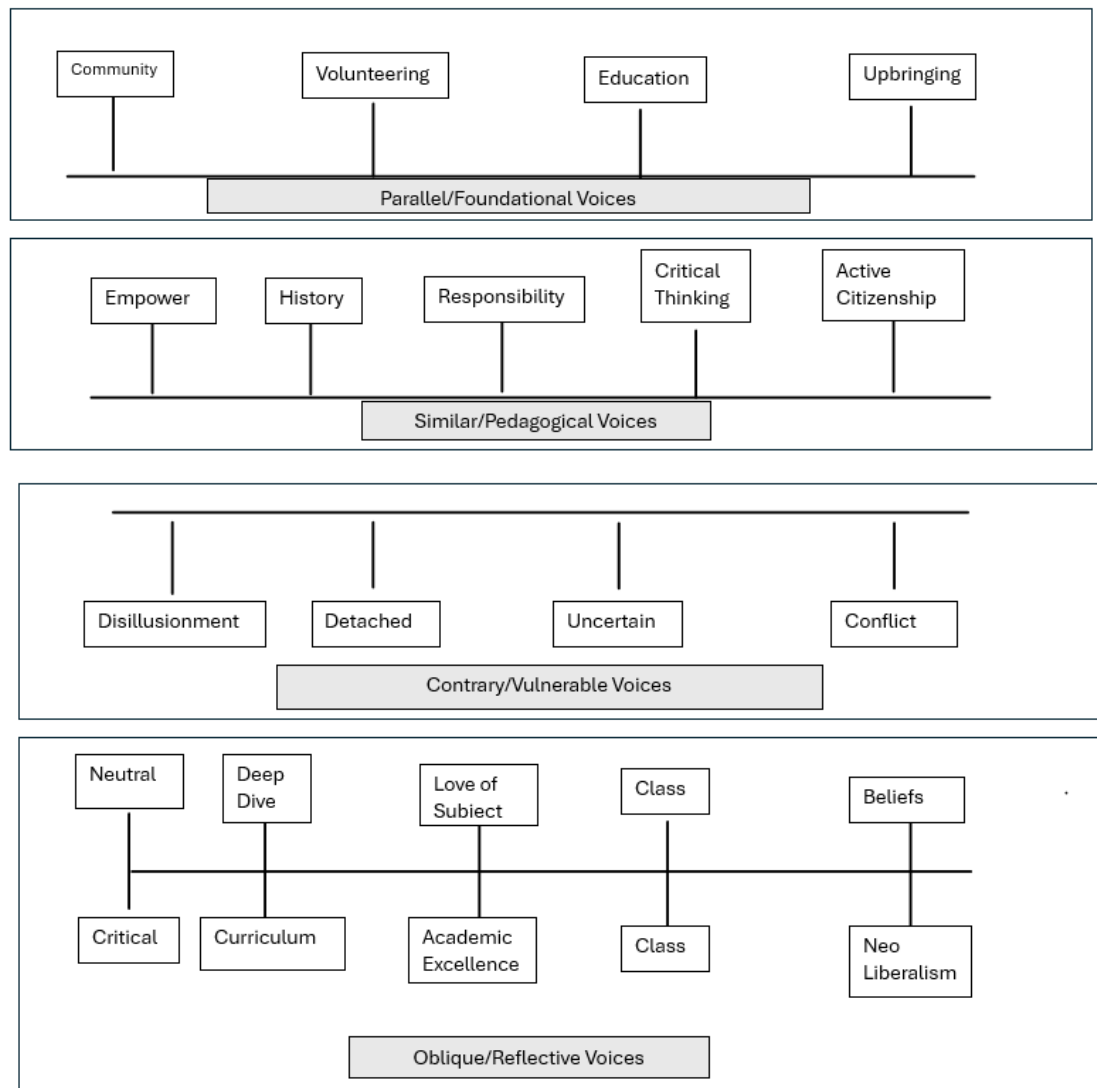 Community
Volunteering
Education
Upbringing
Parallel/Foundational Voices
Empower
History
Responsibility
Critical
Thinking
Active
Citizenship
Similar/Pedagogical Voices
Disillusionment
Detached
Uncertain
Conflict
Contrary/Vulnerable Voices
Neutral
Deep
Dive
Love of
Subject
Class
Beliefs
Critical
Curriculum
Academic
Excellence
Class
Neo
Liberalism
Oblique/Reflective Voices